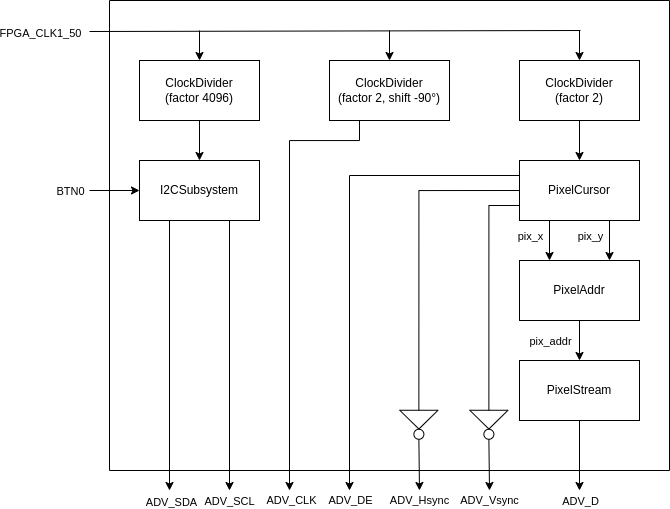 FPGA_CLK1_50
ClockDivider
(factor 4096)
ClockDivider
(factor 2, shift -90°)
ClockDivider
(factor 2)
BTN0
I2CSubsystem
PixelCursor
pix_x
pix_y
PixelAddr
pix_addr
PixelStream
ADV_SDA
ADV_SCL
ADV_CLK
ADV_DE
ADV_Hsync
ADV_Vsync
ADV_D